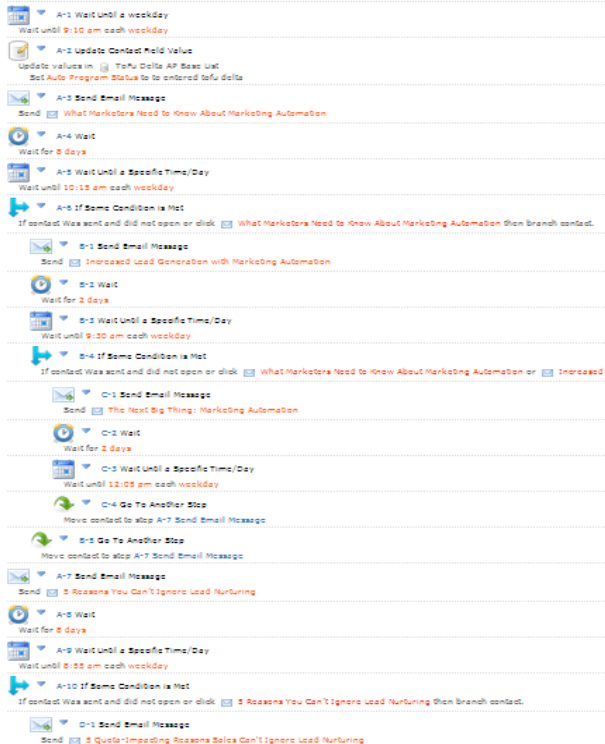 A-1 Wait Until a weekday
Wait until 9:10 am each weekday
A-2 Update Contact Field Value
Update values in ToFu Delta AP Base List
Set Auto Program Status to to entered tofu delta
A-3 Send Email Message
Send What Marketers Need to Know About Marketing Automation
A-4 Wait
Wait for 8 days
A-5 Wait Until a Specific Time/Day
Wait until 10:15 am each weekday
A-6 If Some Condition is Met
If contact Was sent and did not open or click What Marketers Need to Know About Marketing Automation then branch contact.
B-1 Send Email Message
Send Increased Lead Generation with Marketing Automation
B-2 Wait
Wait for 2 days
B-3 Wait Until a Specific Time/Day
Wait until 9:30 am each weekday
B-4 If Some Condition is Met
If contact Was sent and did not open or click What Marketers Need to Know About Marketing Automation or Increased
C-1 Send Email Message
Send The Next Big Thing: Marketing Automation
C-2 Wait
Wait for 2 days
C-3 Wait Until a Specific Time/Day
Wait until 12:05 pm each weekday
C-4 Go To Another Step
Move contact to step A-7 Send Email Message
B-5 Go To Another Step
Move contact to step A-7 Send Email Message
A-7 Send Email Message
Send 5 Reasons You Can't Ignore Lead Nurturing
A-8 Wait
Wait for 8 days
A-9 Wait Until a Specific Time/Day
Wait until 8:55 am each weekday
A-10 If Some Condition is Met
If contact Was sent and did not open or click 5 Reasons You Can't Ignore Lead Nurturing then branch contact.
D-1 Send Email Message
Send 5 Quota-Impacting Reasons Sales Can't Ignore Lead Nurturing